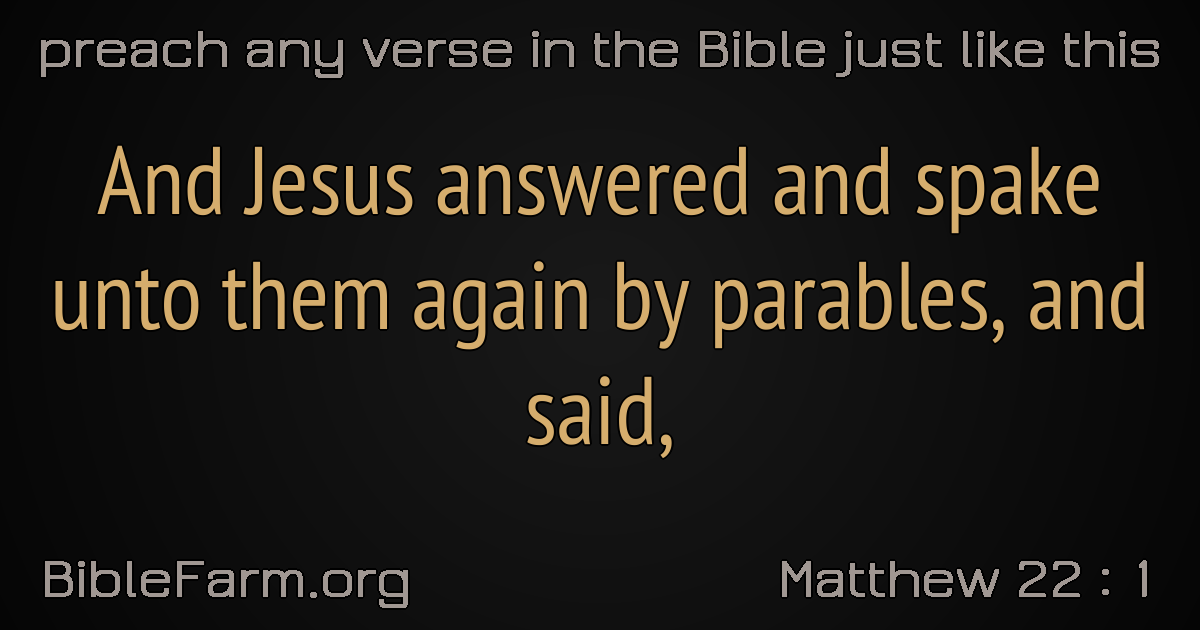 preach any verse in the Bible just like this
And Jesus answered and spake
unto them again by parables, and
said,
BibleFarm.org
Matthew 22 : 1